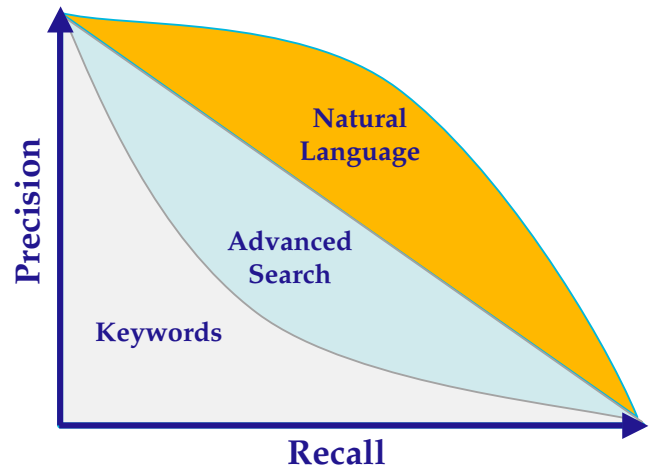 Natural
Language
Advanced
Search
Keywords
Precision
Recall